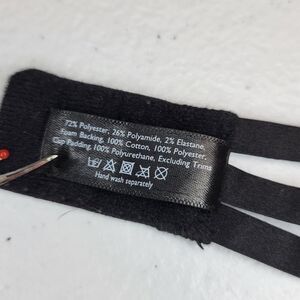 72% Polyester, 26% Polyamide, 2% Elastane,
Foam Backing, 100% Cotton, 100% Polyester,
Cup Padding, 100% Polyurethane, Excluding Trims
Hand wash separately